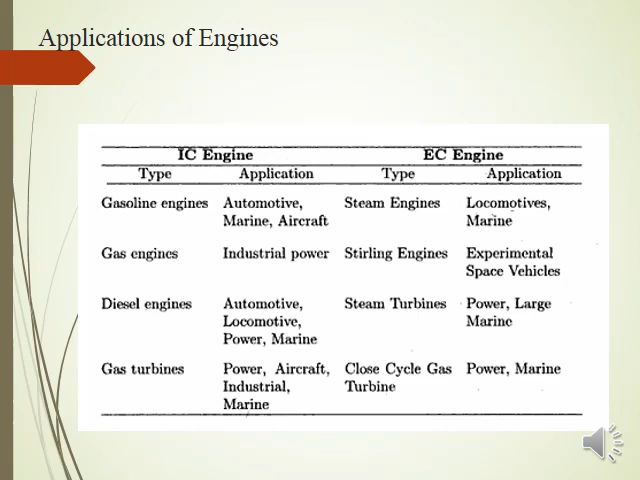 Applications of Engines
IC Engine EC Engine
Type Application Type Application
Gasoline engines Automotive, Steam Engines Locomotives,
Marine, Aircraft Marine
Gas engines Industrial power Stirling Engines Experimental
Space Vehicles
Diesel engines Automotive, Steam Turbines Power, Large
Locomotive, Marine
Power, Marine
Gas turbines Power, Aircraft, Close Cycle Gas Power, Marine
Industrial, Turbine
Marine